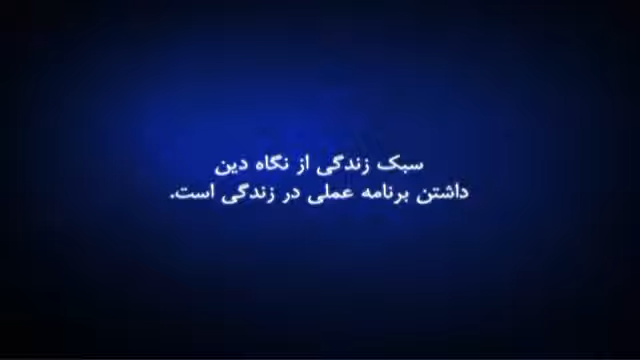 سبک زندگی از نگاه دین
داشتن برنامه عملی در زندگی است.